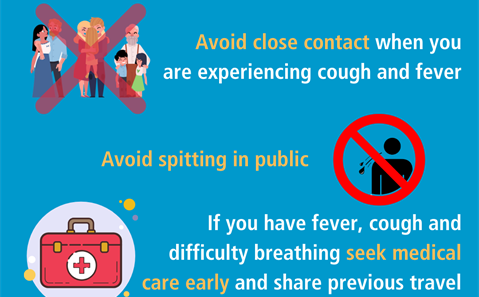 Avoid close contact when you
are experiencing cough and fever
Avoid spitting in public
If you have fever, cough and
difficulty breathing seek medical
care early and share previous travel